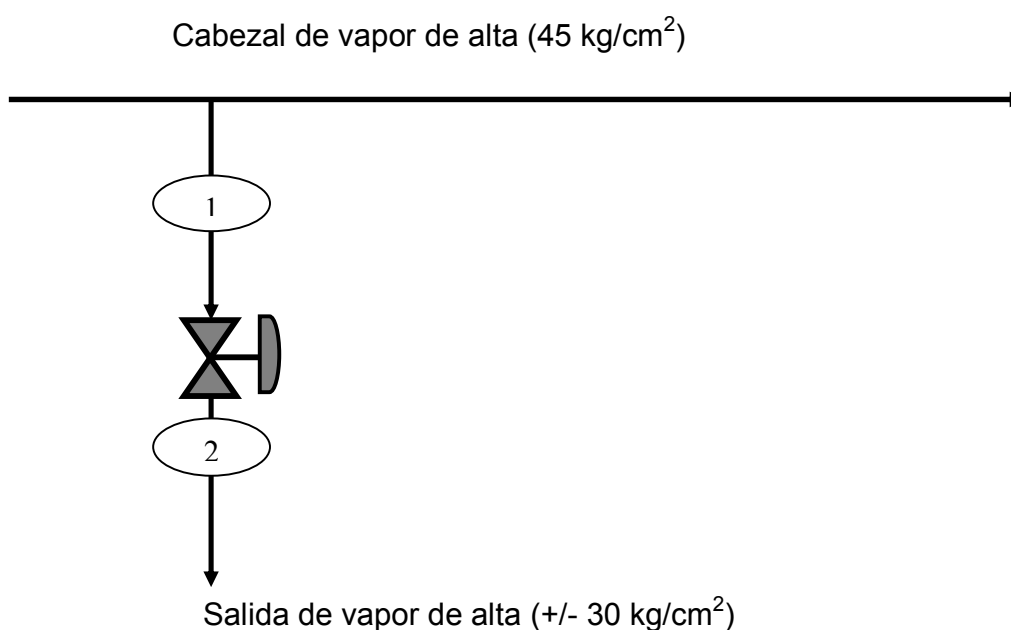 Cabezal de vapor de alta (45 kg/cm²)
1
2
Salida de vapor de alta (+/- 30 kg/cm²)